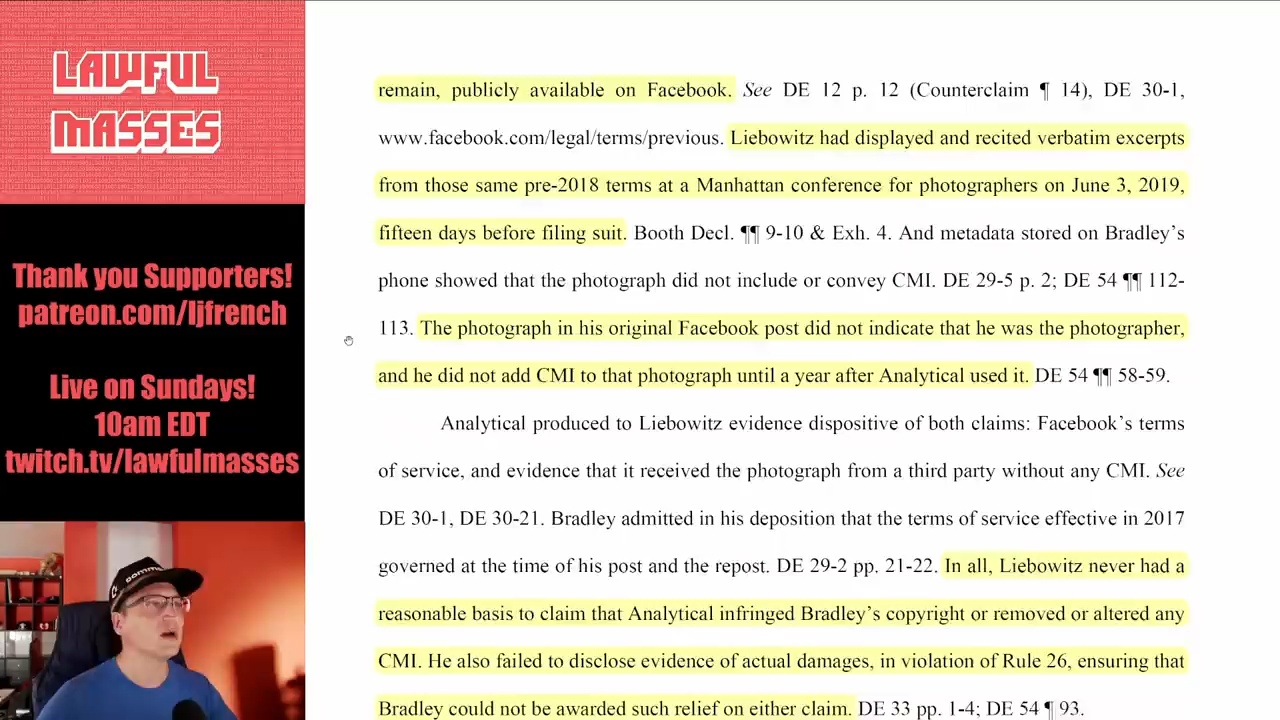 LAWFUL
MASSES
Thank you Supporters!
patreon.com/ljfrench
Live on Sundays!
10am EDT
twitch.tv/lawfulmasses
remain, publicly available on Facebook. See DE 12 p. 12 (Counterclaim ¶ 14), DE 30-1,
www.facebook.com/legal/terms/previous. Liebowitz had displayed and recited verbatim excerpts
from those same pre-2018 terms at a Manhattan conference for photographers on June 3, 2019,
fifteen days before filing suit. Booth Decl. ¶¶ 9-10 & Exh. 4. And metadata stored on Bradley’s
phone showed that the photograph did not include or convey CMI. DE 29-5 p. 2; DE 54 ¶¶ 112-
113. The photograph in his original Facebook post did not indicate that he was the photographer,
and he did not add CMI to that photograph until a year after Analytical used it. DE 54 ¶¶ 58-59.
Analytical produced to Liebowitz evidence dispositive of both claims: Facebook’s terms
of service, and evidence that it received the photograph from a third party without any CMI. See
DE 30-1, DE 30-21. Bradley admitted in his deposition that the terms of service effective in 2017
governed at the time of his post and the repost. DE 29-2 pp. 21-22. In all, Liebowitz never had a
reasonable basis to claim that Analytical infringed Bradley’s copyright or removed or altered any
CMI. He also failed to disclose evidence of actual damages, in violation of Rule 26, ensuring that
Bradley could not be awarded such relief on either claim. DE 33 pp. 1-4; DE 54 ¶ 93.